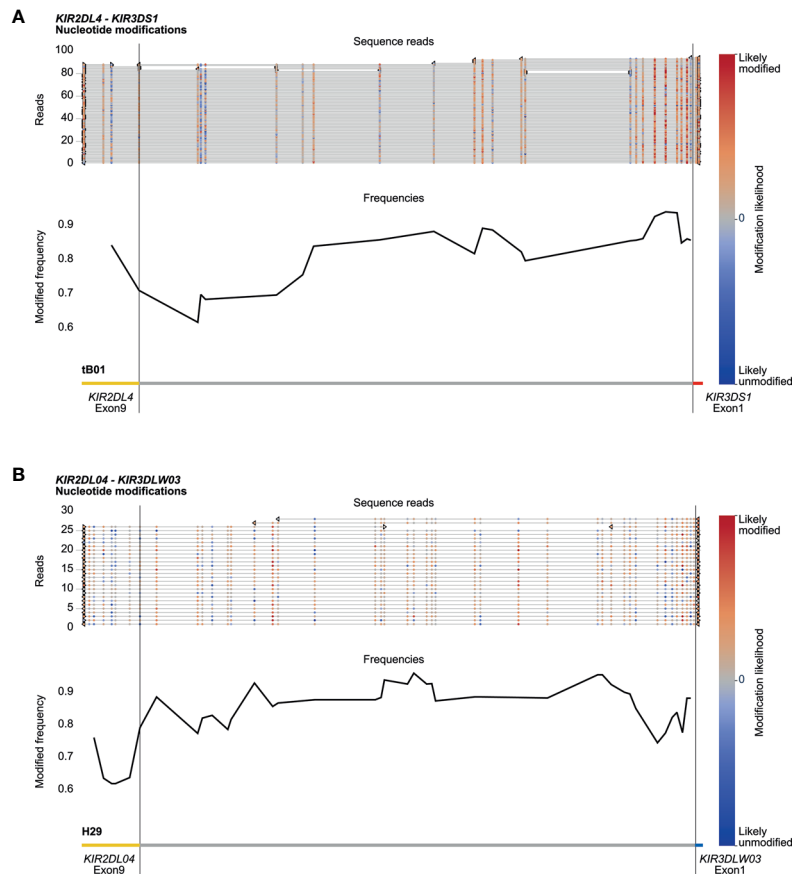 A
KIR2DL4 - KIR3DS1
Nucleotide modifications
Sequence reads
100
80
60
40
20
0
Reads
Likely
modified
0
Modification likelihood
Likely
unmodified
Frequencies
0.9
0.8
0.7
0.6
Modified frequency
tB01
KIR2DL4
Exon9
KIR3DS1
Exon1
B
KIR2DL04 - KIR3DLW03
Nucleotide modifications
Sequence reads
30
25
20
15
10
5
0
Reads
Likely
modified
0
Modification likelihood
Likely
unmodified
Frequencies
0.9
0.8
0.7
0.6
Modified frequency
H29
KIR2DL04
Exon9
KIR3DLW03
Exon1